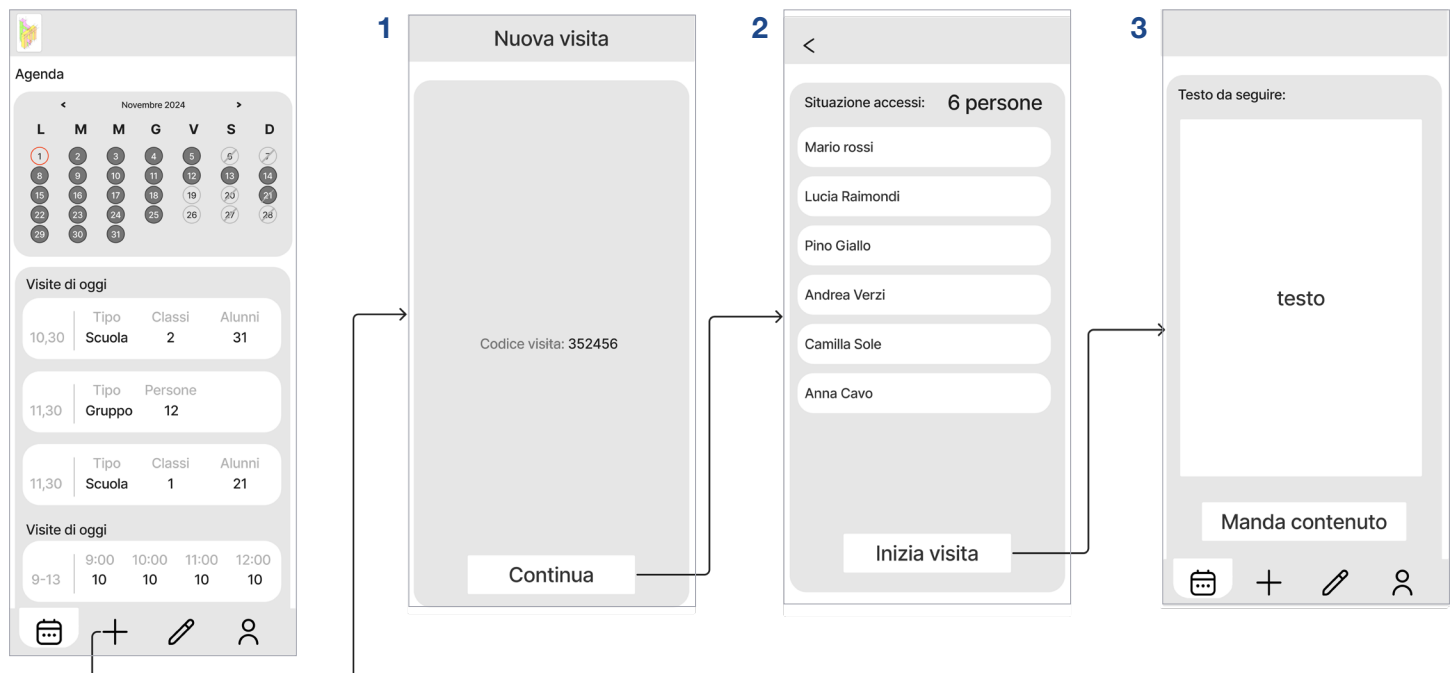 Agenda
< Novembre 2024 >
L M M G V S D
1 2 3 4 5 6 7
8 9 10 11 12 13 14
15 16 17 18 19 20 21
22 23 24 25 26 27 28
29 30 31
Visite di oggi
Tipo Classi Alunni
10,30 Scuola 2 31
Tipo Persone
11,30 Gruppo 12
Tipo Classi Alunni
11,30 Scuola 1 21
Visite di oggi
9:00 10:00 11:00 12:00
9-13 10 10 10 10
1
Nuova visita
Codice visita: 352456
Continua
2
<
Situazione accessi: 6 persone
Mario rossi
Lucia Raimondi
Pino Giallo
Andrea Verzi
Camilla Sole
Anna Cavo
Inizia visita
3
Testo da seguire:
testo
Manda contenuto